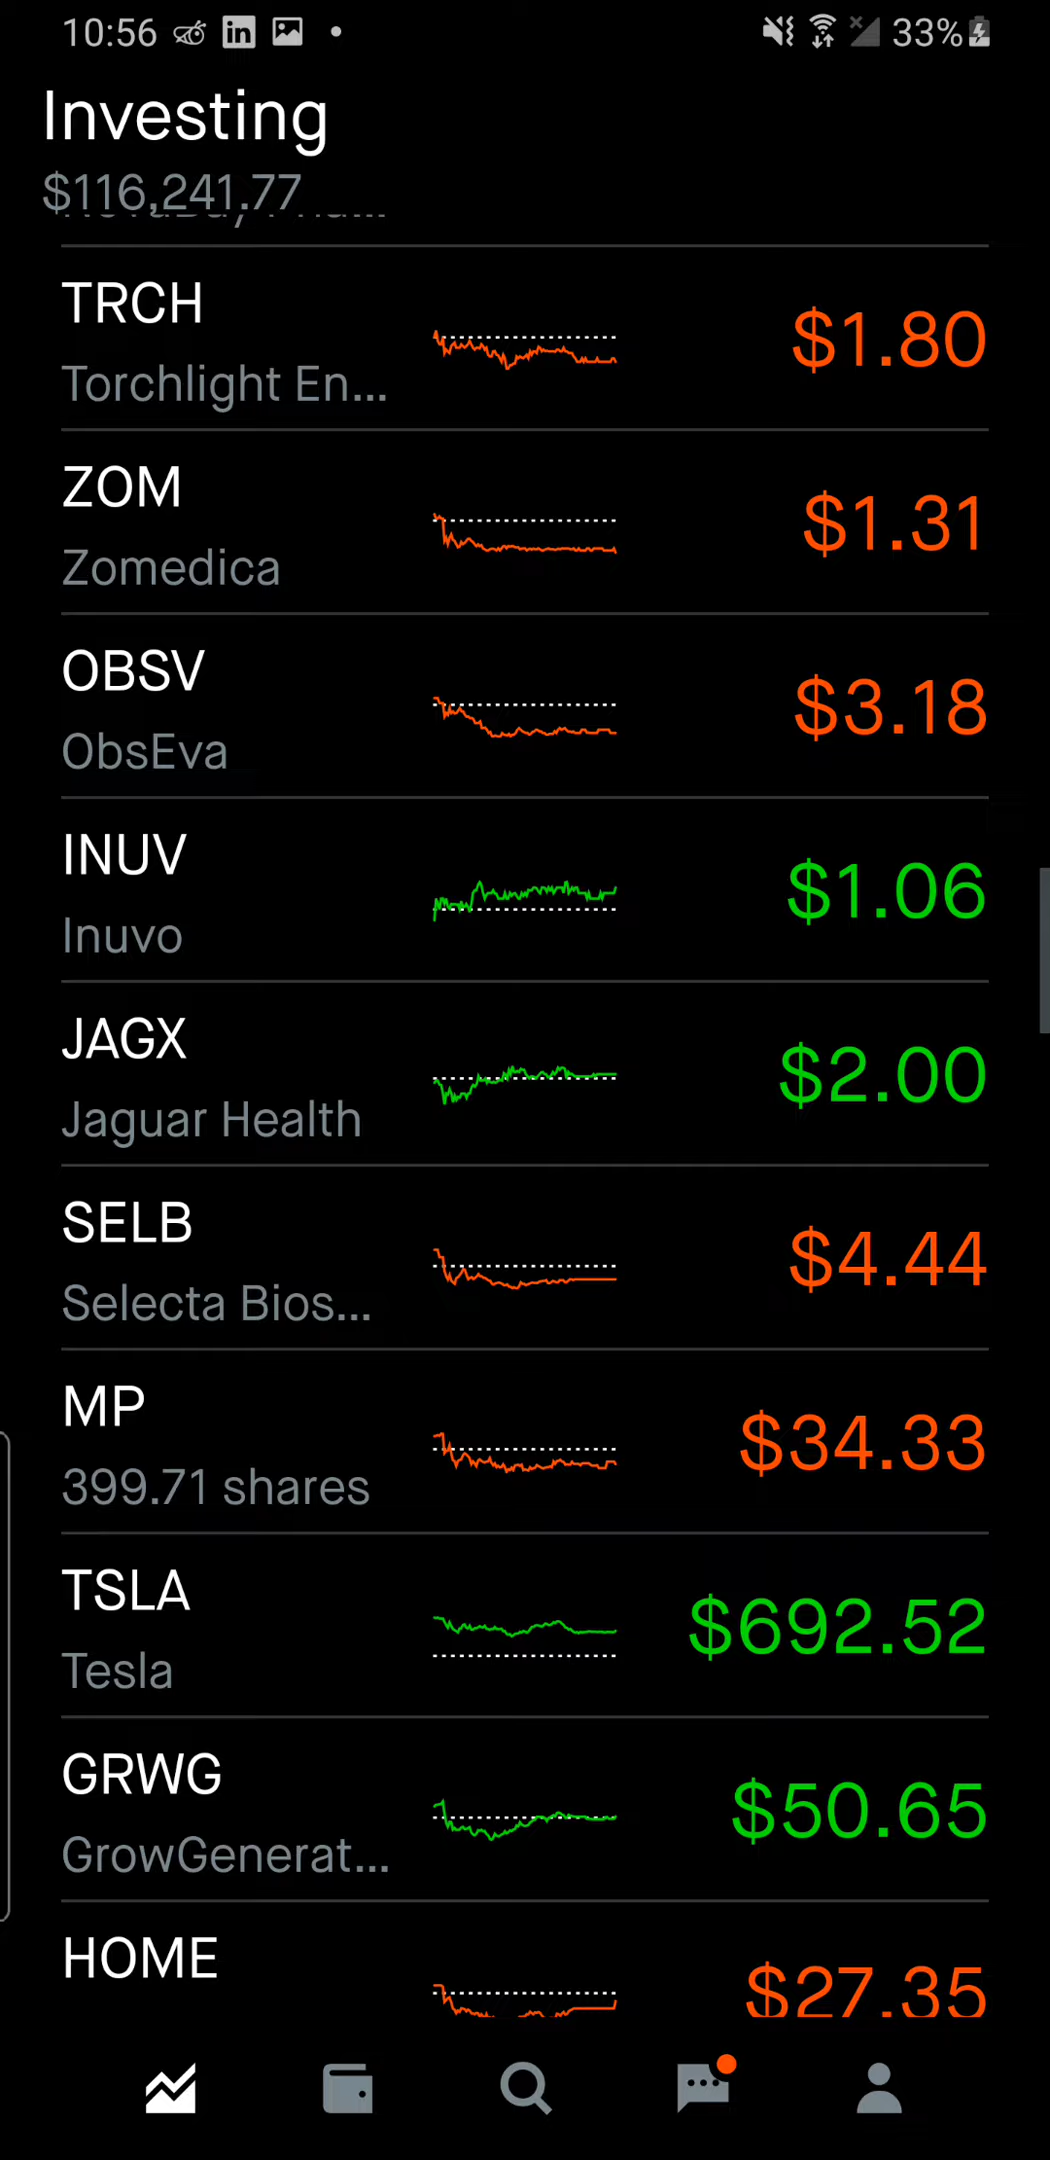 10:56 in 33%
Investing
$116,241.77
TRCH
Torchlight En...
$1.80
ZOM
Zomedica
$1.31
OBSV
ObsEva
$3.18
INUV
Inuvo
$1.06
JAGX
Jaguar Health
$2.00
SELB
Selecta Bios...
$4.44
MP
399.71 shares
$34.33
TSLA
Tesla
$692.52
GRWG
GrowGenerat...
$50.65
HOME
$27.35